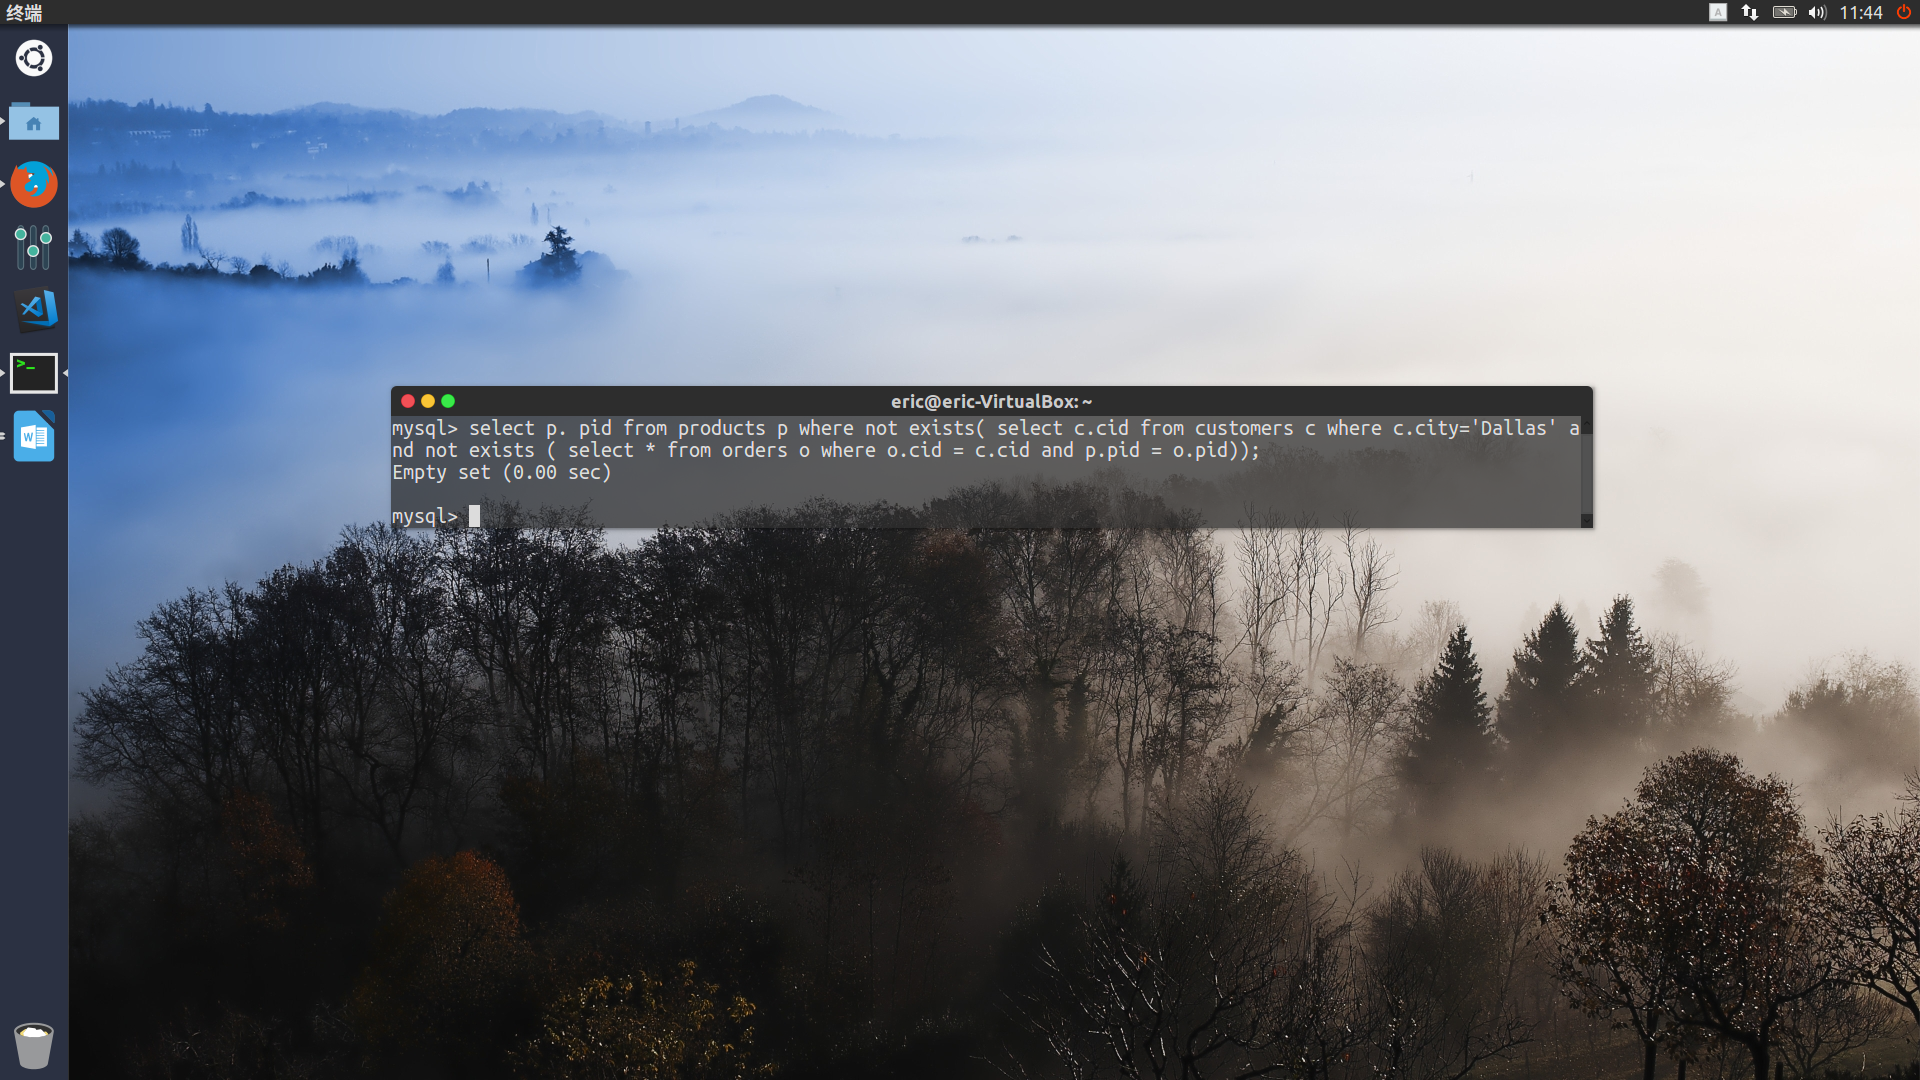 终端
A
11:44
eric@eric-VirtualBox: ~
mysql> select p. pid from products p where not exists( select c.cid from customers c where c.city='Dallas' a
nd not exists ( select * from orders o where o.cid = c.cid and p.pid = o.pid));
Empty set (0.00 sec)
mysql>
>_
W